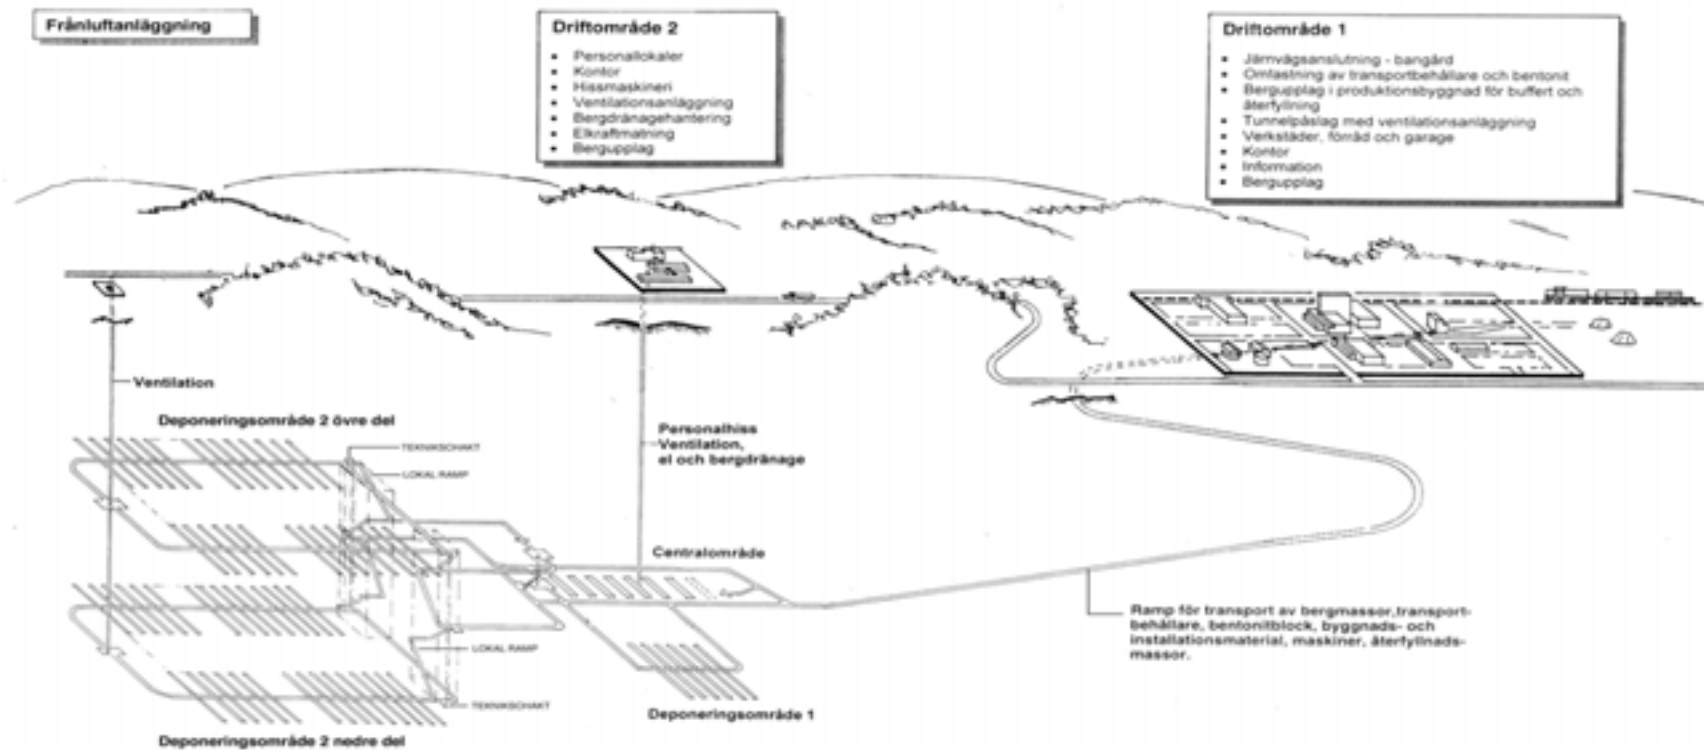 Frånluftanläggning
Driftområde 2
• Personallokaler
• Kontor
• Hissmaskineri
• Ventilationsanläggning
• Bergdränagehantering
• Elkraftmatning
• Bergupplag
Driftområde 1
• Järnvägsanslutning - bangård
• Omlastning av transportbehållare och bentonit
• Bergupplag i produktionsbyggnad för buffert och
återfyllning
• Tunnelpåslag med ventilationsanläggning
• Verkstäder, förråd och garage
• Kontor
• Information
• Bergupplag
Ventilation
Deponeringsområde 2 övre del
TEKNIKSCHAKT
LOKAL RAMP
Personalhiss
Ventilation,
el och bergdränage
Centralområde
Ramp för transport av bergmassor,transport-
behållare, bentonitblock, byggnads- och
installationsmaterial, maskiner, återfyllnads-
massor.
LOKAL RAMP
TEKNIKSCHAKT
Deponeringsområde 1
Deponeringsområde 2 nedre del